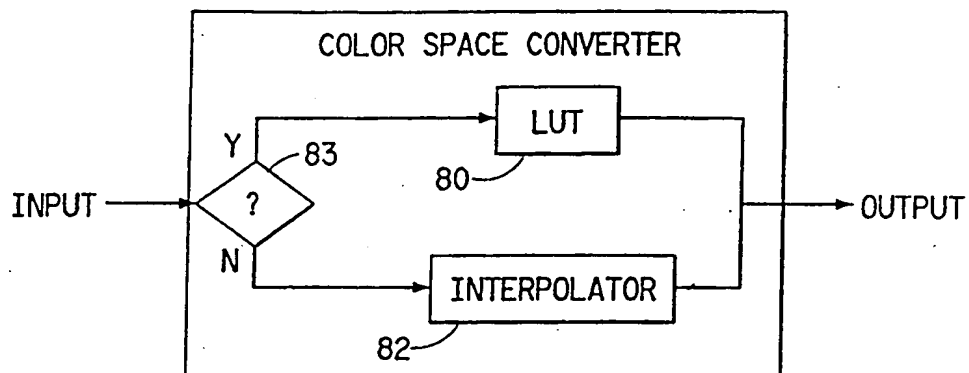 COLOR SPACE CONVERTER
LUT
80
Y
83
INPUT
?
OUTPUT
N
INTERPOLATOR
82